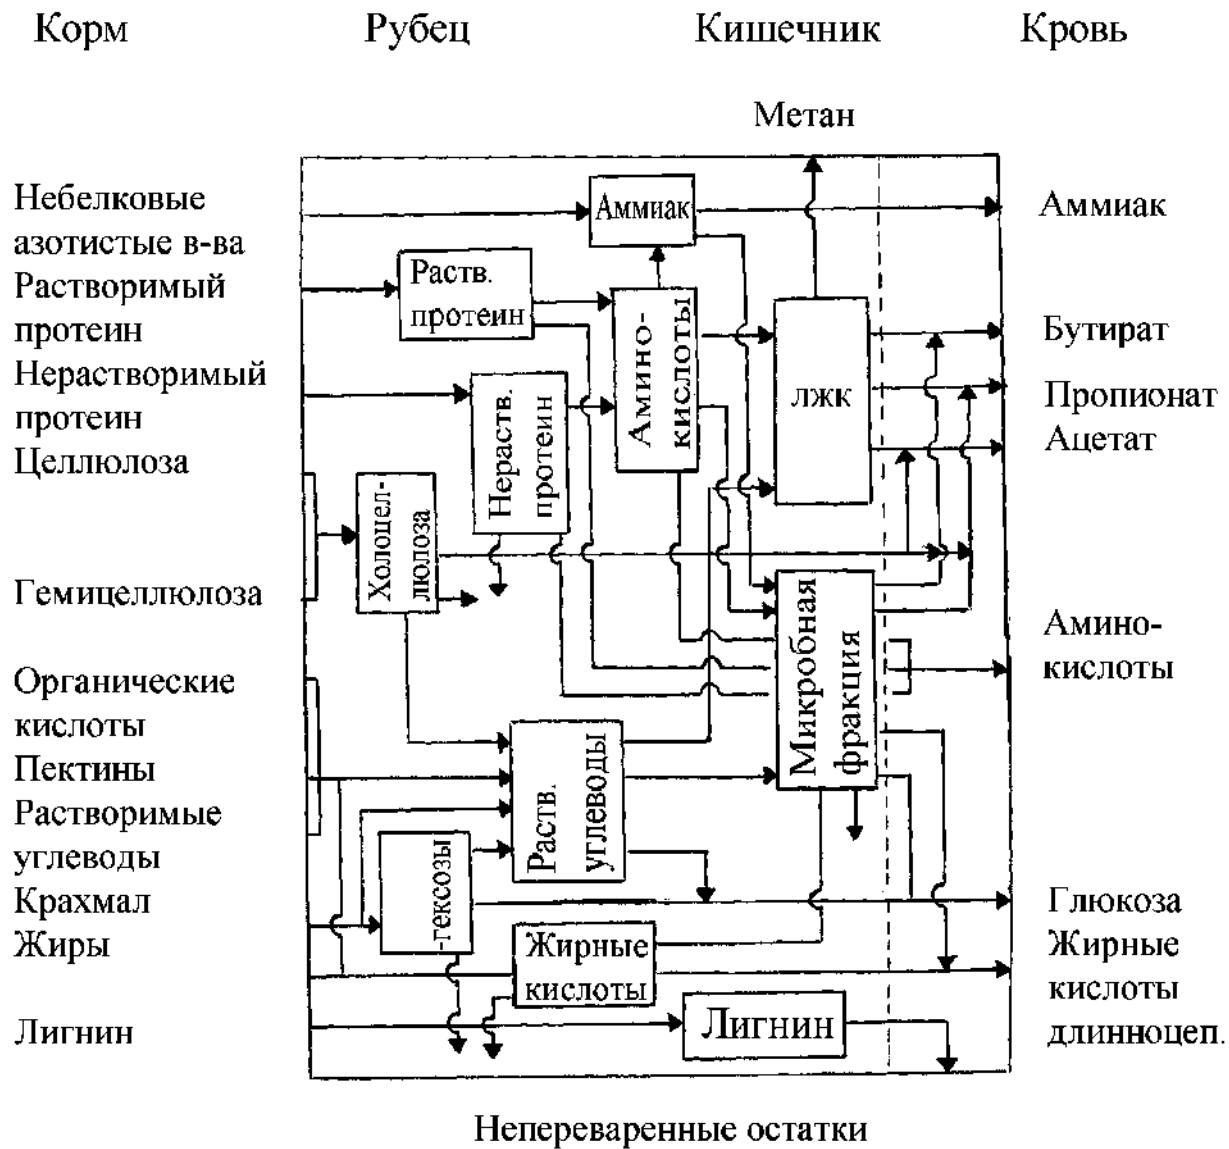 Корм
Рубец
Кишечник
Кровь
Метан
Небелковые
азотистые в-ва
Растворимый
протеин
Нерастворимый
протеин
Целлюлоза
Гемицеллюлоза
Органические
кислоты
Пектины
Растворимые
углеводы
Крахмал
Жиры
Лигнин
Аммиак
Раств.
протеин
Нераств.
протеин
Амино-
кислоты
лжк
Холоцел-
люлоза
Микробная
фракция
Раств.
углеводы
-гексозы
Жирные
кислоты
Лигнин
Аммиак
Бутират
Пропионат
Ацетат
Амино-
кислоты
Глюкоза
Жирные
кислоты
длинноцеп.
Непереваренные остатки